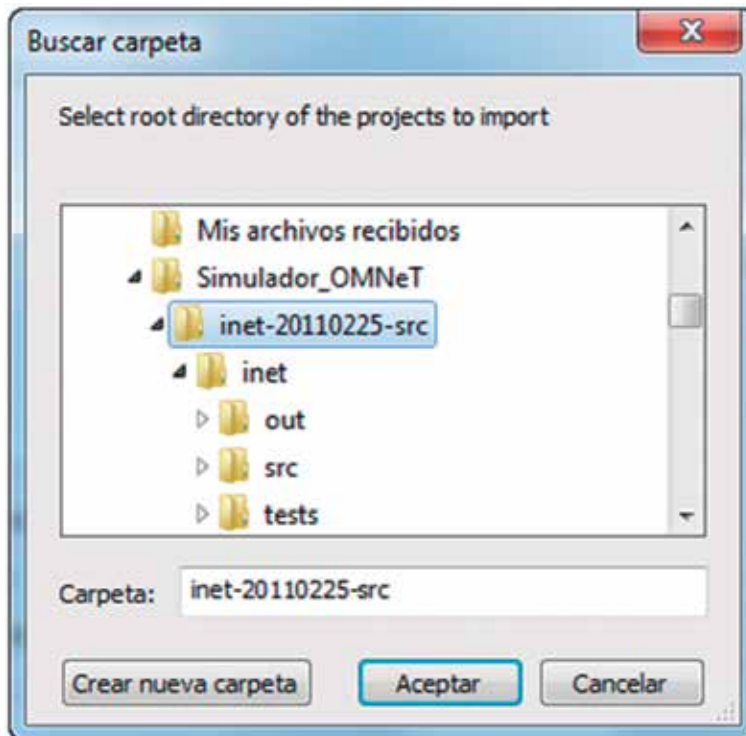 Buscar carpeta
Select root directory of the projects to import
Mis archivos recibidos
Simulador_OMNeT
inet-20110225-src
inet
out
src
tests
Carpeta: inet-20110225-src
Crear nueva carpeta Aceptar Cancelar